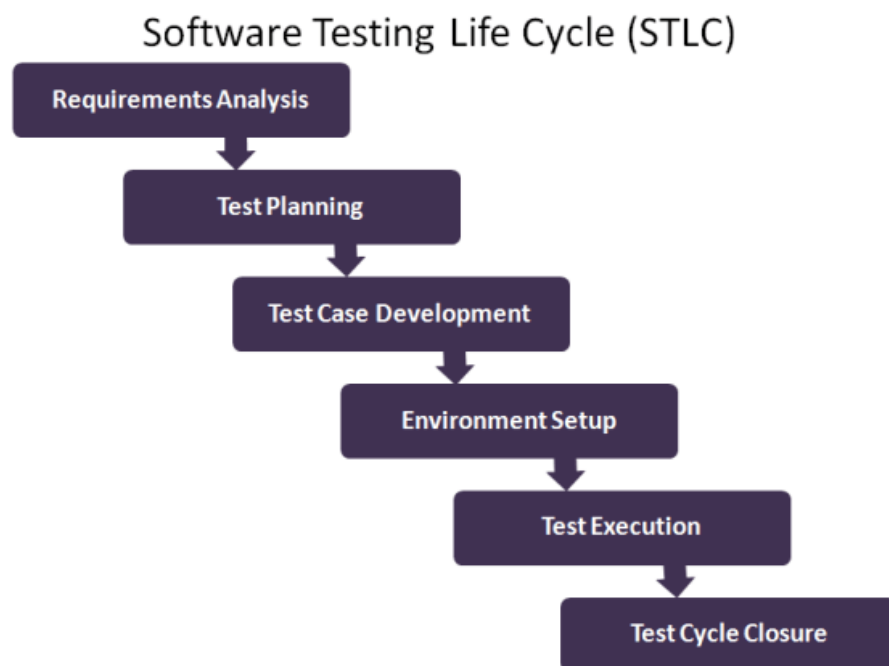 Software Testing Life Cycle (STLC)
Requirements Analysis
Test Planning
Test Case Development
Environment Setup
Test Execution
Test Cycle Closure